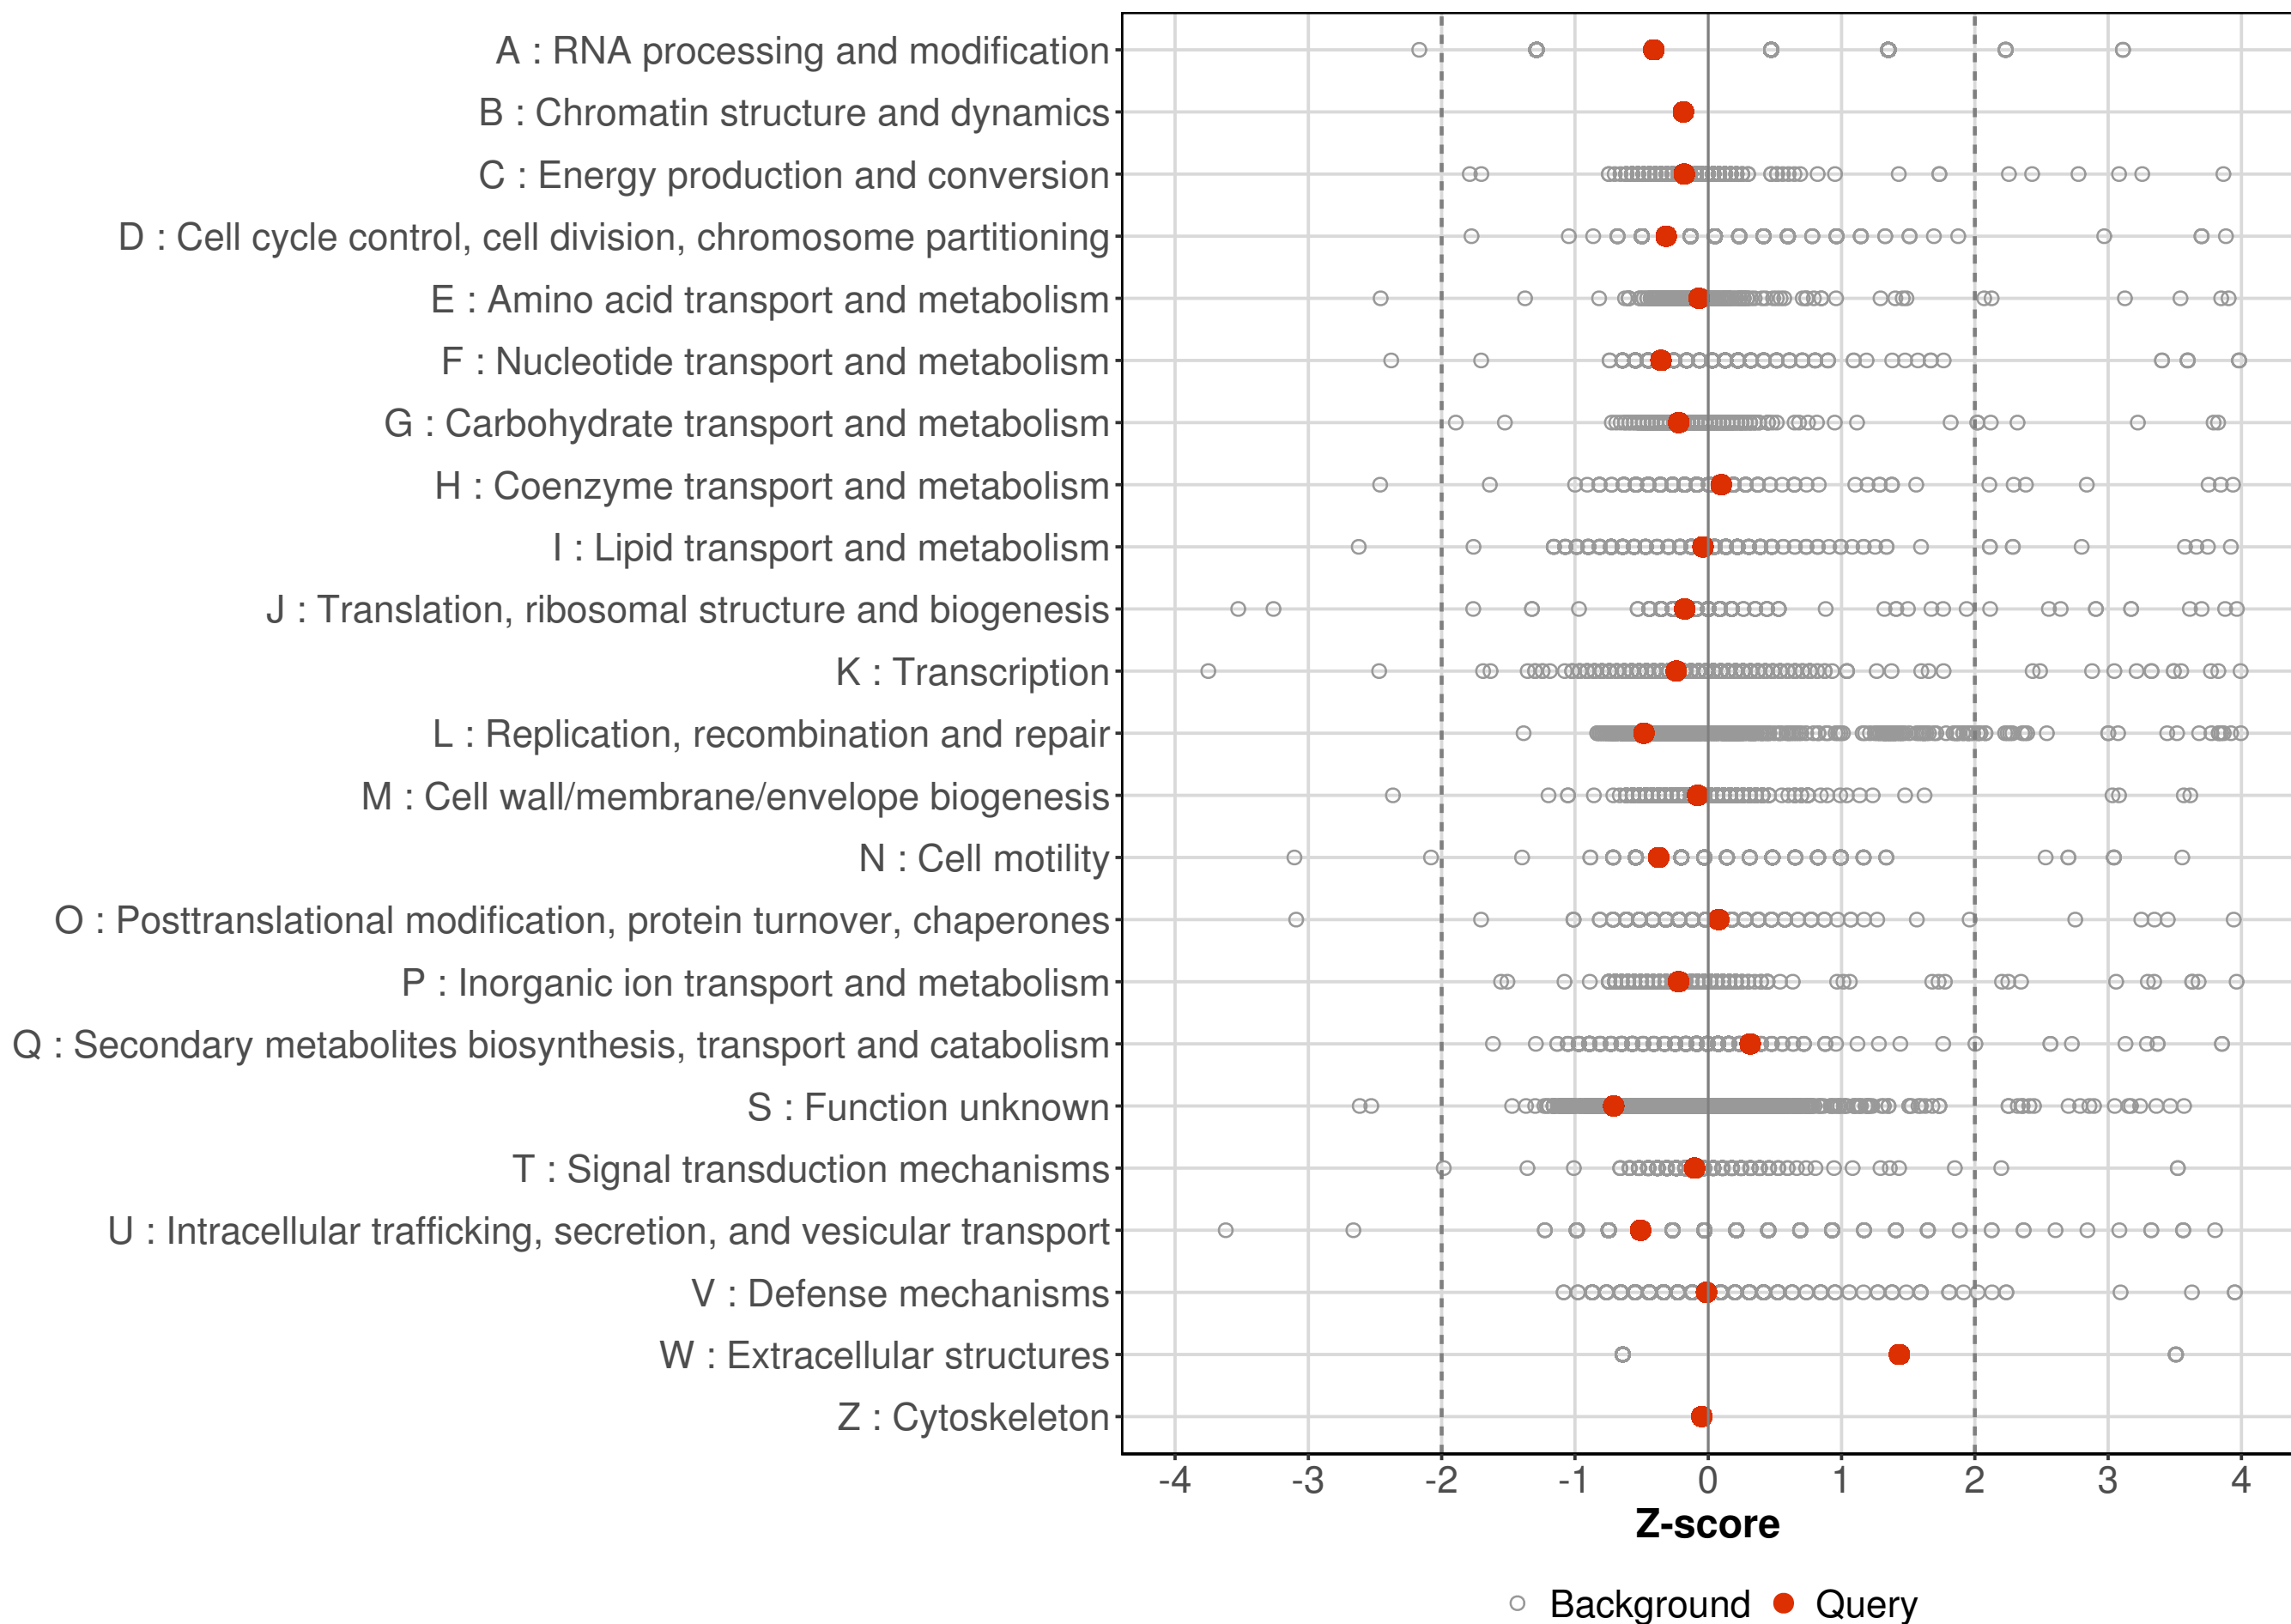 A : RNA processing and modification
B : Chromatin structure and dynamics
C : Energy production and conversion
D : Cell cycle control, cell division, chromosome partitioning
E : Amino acid transport and metabolism
F : Nucleotide transport and metabolism
G : Carbohydrate transport and metabolism
H : Coenzyme transport and metabolism
I : Lipid transport and metabolism
J : Translation, ribosomal structure and biogenesis
K : Transcription
L : Replication, recombination and repair
M : Cell wall/membrane/envelope biogenesis
N : Cell motility
O : Posttranslational modification, protein turnover, chaperones
P : Inorganic ion transport and metabolism
Q : Secondary metabolites biosynthesis, transport and catabolism
S : Function unknown
T : Signal transduction mechanisms
U : Intracellular trafficking, secretion, and vesicular transport
V : Defense mechanisms
W : Extracellular structures
Z : Cytoskeleton
-4 -3 -2 -1 0 1 2 3 4
Z-score
Background Query